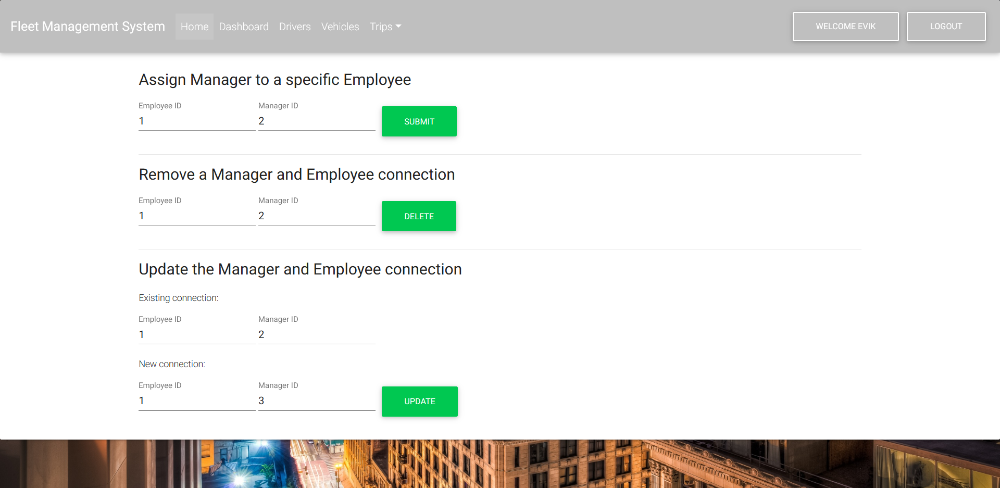 Fleet Management System Home Dashboard Drivers Vehicles Trips WELCOME EVIK LOGOUT
Assign Manager to a specific Employee
Employee ID Manager ID
1 2 SUBMIT
Remove a Manager and Employee connection
Employee ID Manager ID
1 2 DELETE
Update the Manager and Employee connection
Existing connection:
Employee ID Manager ID
1 2
New connection:
Employee ID Manager ID
1 3 UPDATE